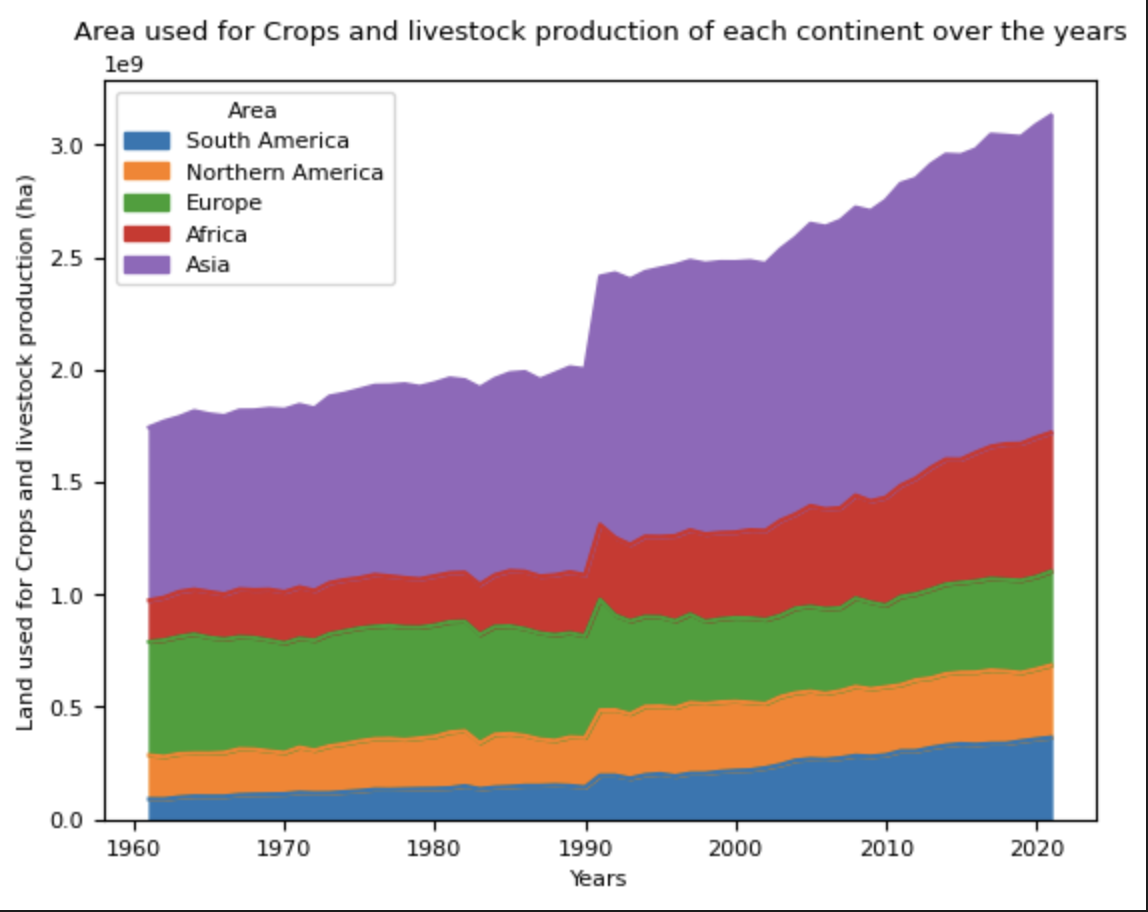 Area used for Crops and livestock production of each continent over the years
1e9
Area
South America
Northern America
Europe
Africa
Asia
Land used for Crops and livestock production (ha)
3.0
2.5
2.0
1.5
1.0
0.5
0.0
1960 1970 1980 1990 2000 2010 2020
Years